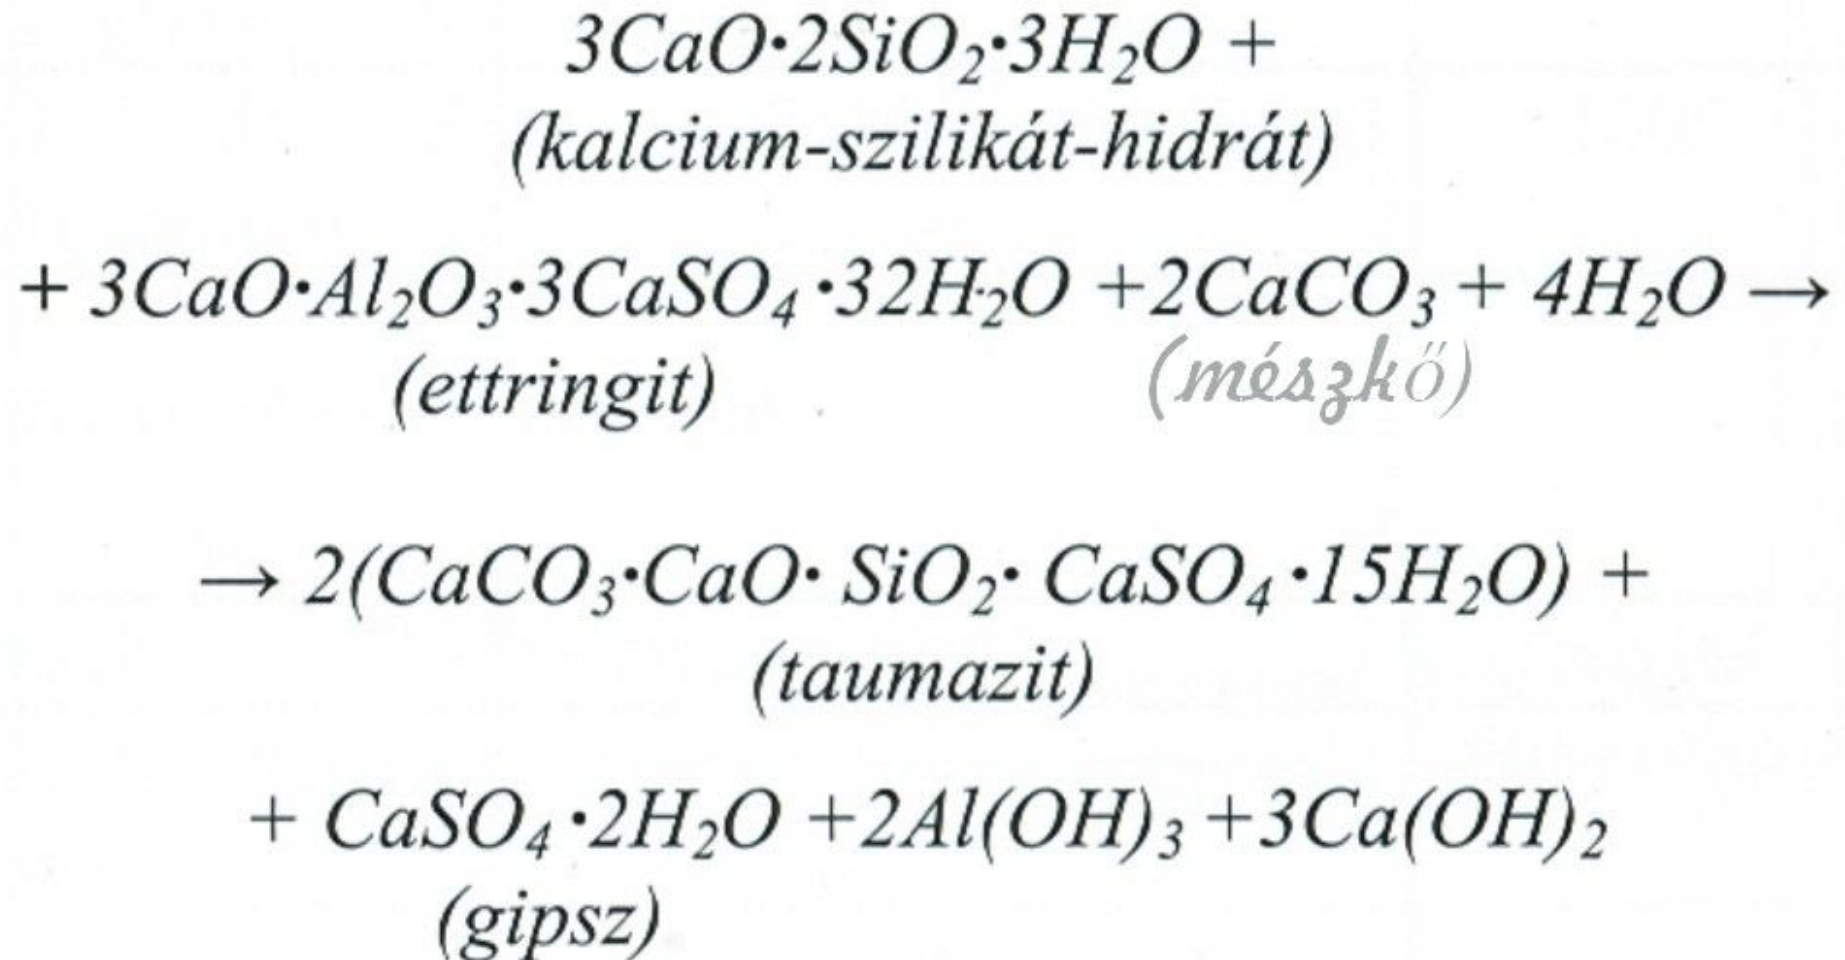 3CaO·2SiO₂·3H₂O +
(kalcium-szilikát-hidrát)
+ 3CaO·Al₂O₃·3CaSO₄·32H₂O +2CaCO₃ + 4H₂O →
(ettringit) (mészkő)
→ 2(CaCO₃·CaO· SiO₂· CaSO₄·15H₂O) +
(taumazit)
+ CaSO₄·2H₂O +2Al(OH)₃ +3Ca(OH)₂
(gipsz)